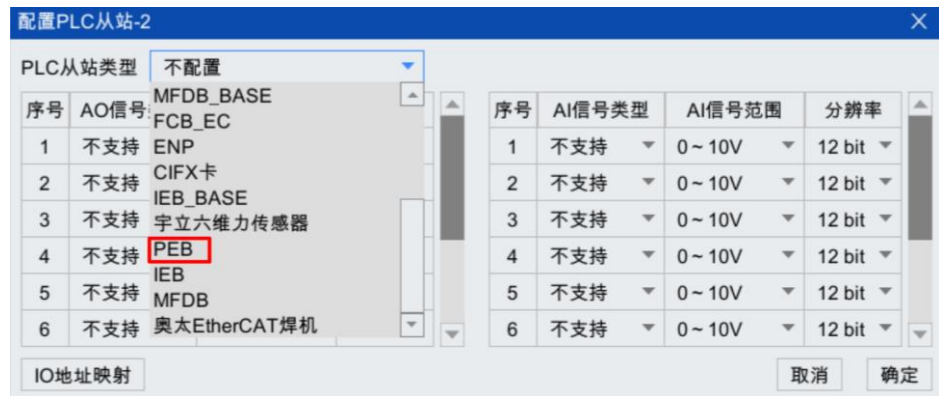 配置PLC从站-2
PLC从站类型 不配置
MFDB_BASE
FCB_EC
ENP
CIFX卡
IEB_BASE
宇立六维力传感器
PEB
IEB
MFDB
奥太EtherCAT焊机
序号 AO信号
1 不支持
2 不支持
3 不支持
4 不支持
5 不支持
6 不支持
序号 AI信号类型 AI信号范围 分辨率
1 不支持 0 ~ 10V 12 bit
2 不支持 0 ~ 10V 12 bit
3 不支持 0 ~ 10V 12 bit
4 不支持 0 ~ 10V 12 bit
5 不支持 0 ~ 10V 12 bit
6 不支持 0 ~ 10V 12 bit
IO地址映射 取消 确定